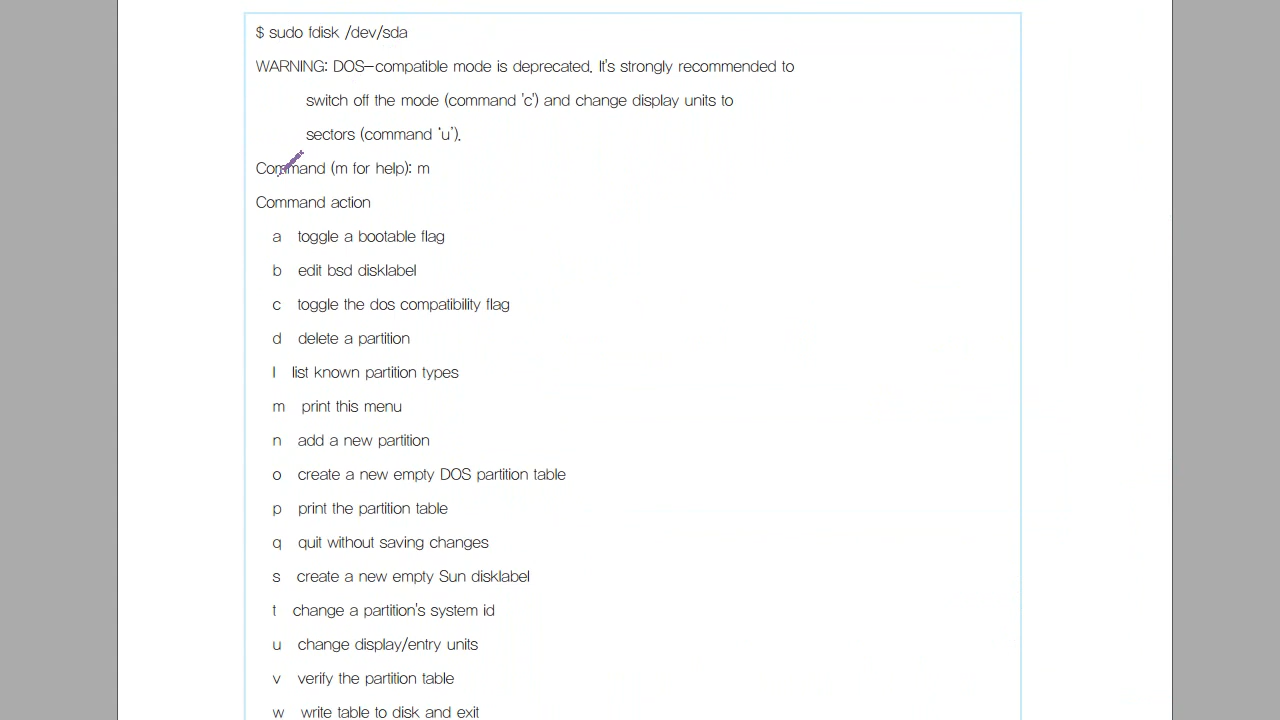 $ sudo fdisk /dev/sda
WARNING: DOS-compatible mode is deprecated. It's strongly recommended to
switch off the mode (command 'c') and change display units to
sectors (command 'u').
Command (m for help): m
Command action
a toggle a bootable flag
b edit bsd disklabel
c toggle the dos compatibility flag
d delete a partition
l list known partition types
m print this menu
n add a new partition
o create a new empty DOS partition table
p print the partition table
q quit without saving changes
s create a new empty Sun disklabel
t change a partition's system id
u change display/entry units
v verify the partition table
w write table to disk and exit